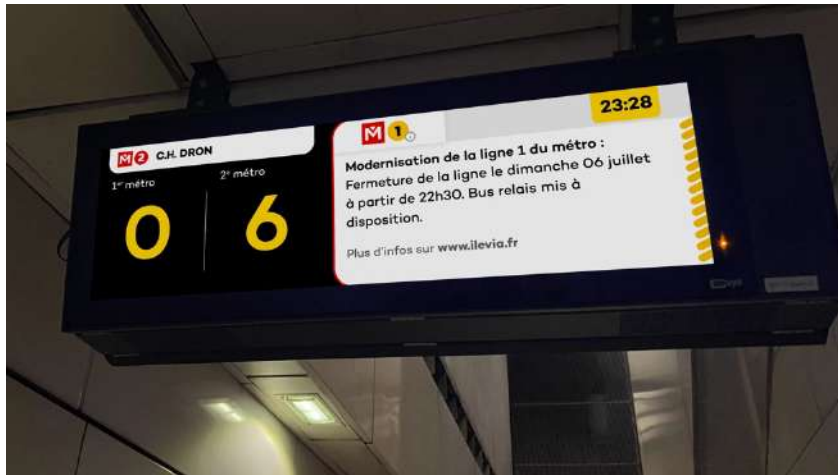 M 2 C.H. DRON
1er métro
2e métro
0
6
M 1
23:28
Modernisation de la ligne 1 du métro :
Fermeture de la ligne le dimanche 06 juillet
à partir de 22h30. Bus relais mis à
disposition.
Plus d'infos sur www.ilevia.fr